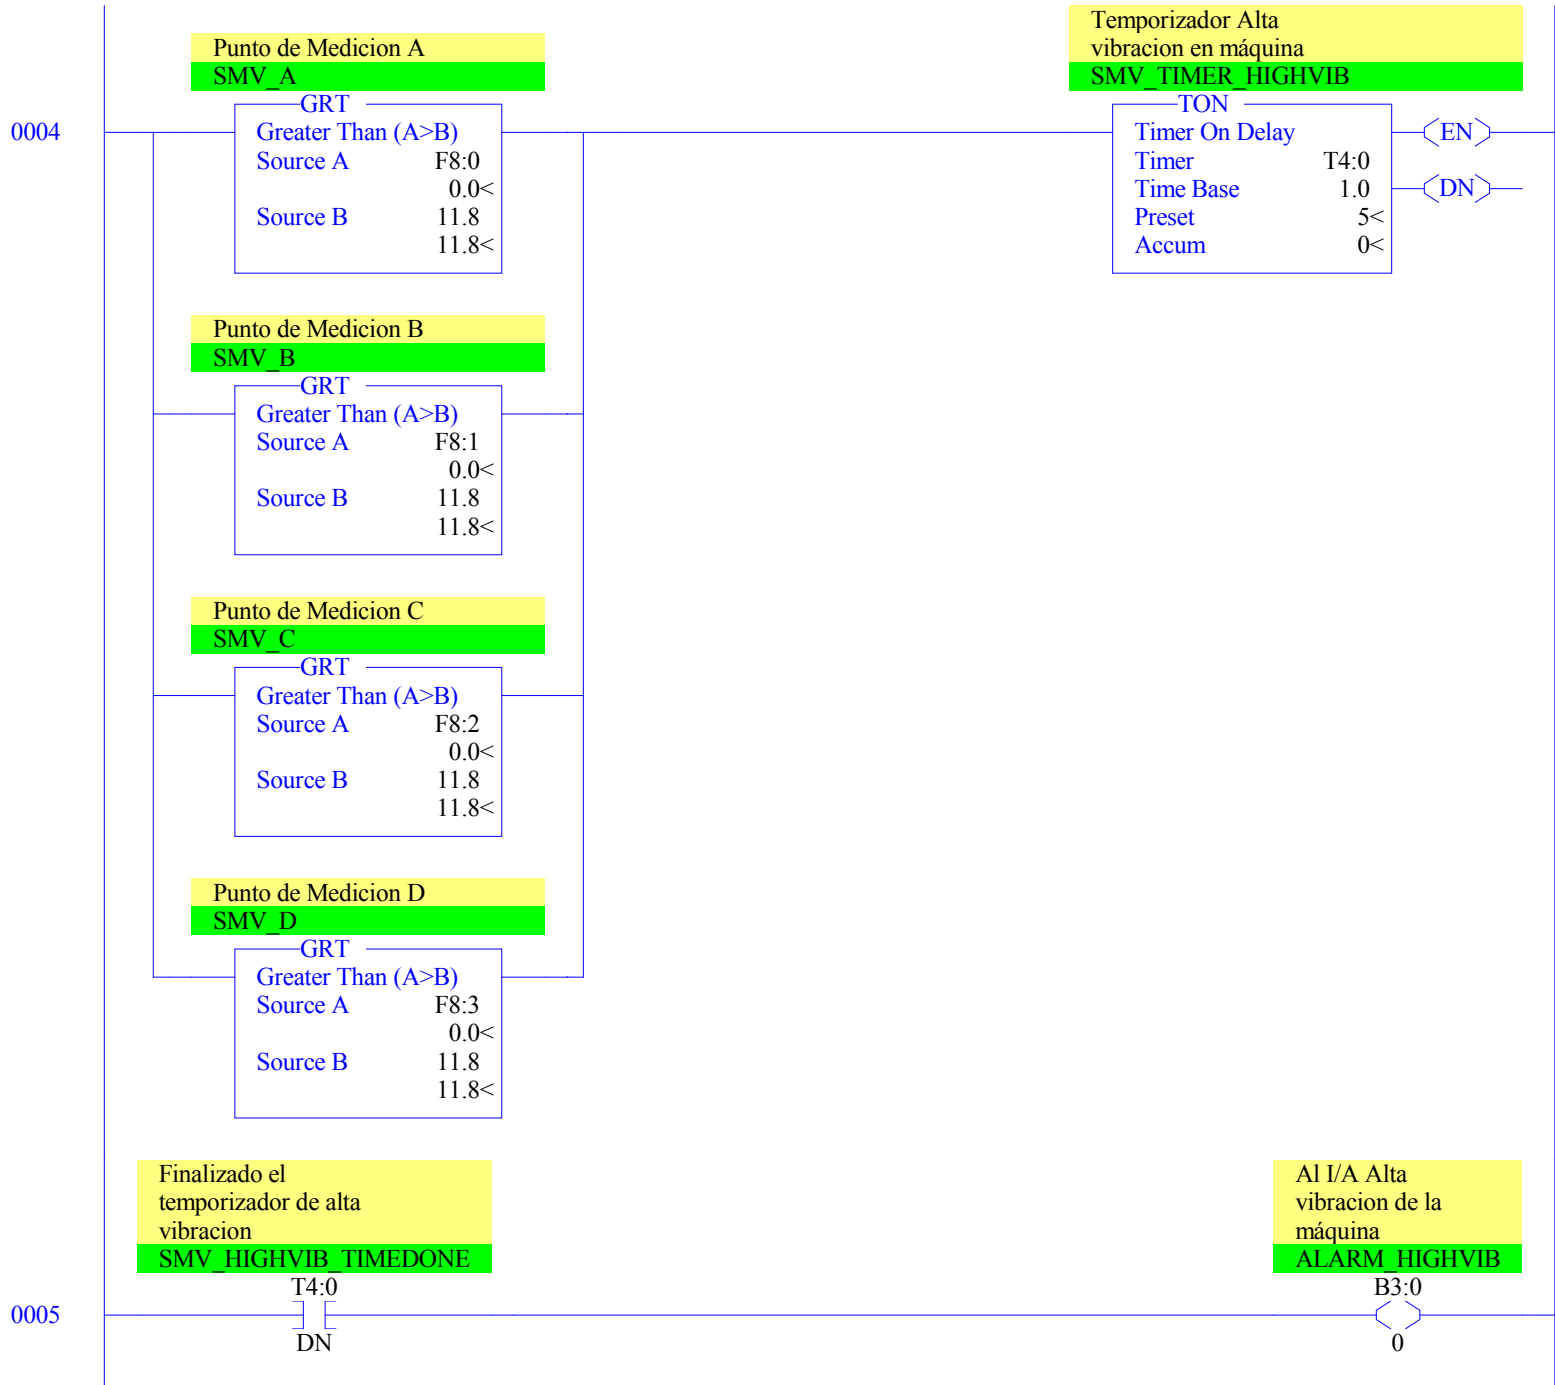 Punto de Medicion A
SMV_A
GRT
Greater Than (A>B)
Source A F8:0
0.0<
Source B 11.8
11.8<
Temporizador Alta
vibracion en máquina
SMV_TIMER_HIGHVIB
TON
Timer On Delay
Timer T4:0
Time Base 1.0
Preset 5<
Accum 0<
EN
DN
0004
Punto de Medicion B
SMV_B
GRT
Greater Than (A>B)
Source A F8:1
0.0<
Source B 11.8
11.8<
Punto de Medicion C
SMV_C
GRT
Greater Than (A>B)
Source A F8:2
0.0<
Source B 11.8
11.8<
Punto de Medicion D
SMV_D
GRT
Greater Than (A>B)
Source A F8:3
0.0<
Source B 11.8
11.8<
Finalizado el
temporizador de alta
vibracion
SMV_HIGHVIB_TIMEDONE
T4:0
DN
Al I/A Alta
vibracion de la
máquina
ALARM_HIGHVIB
B3:0
0
0005